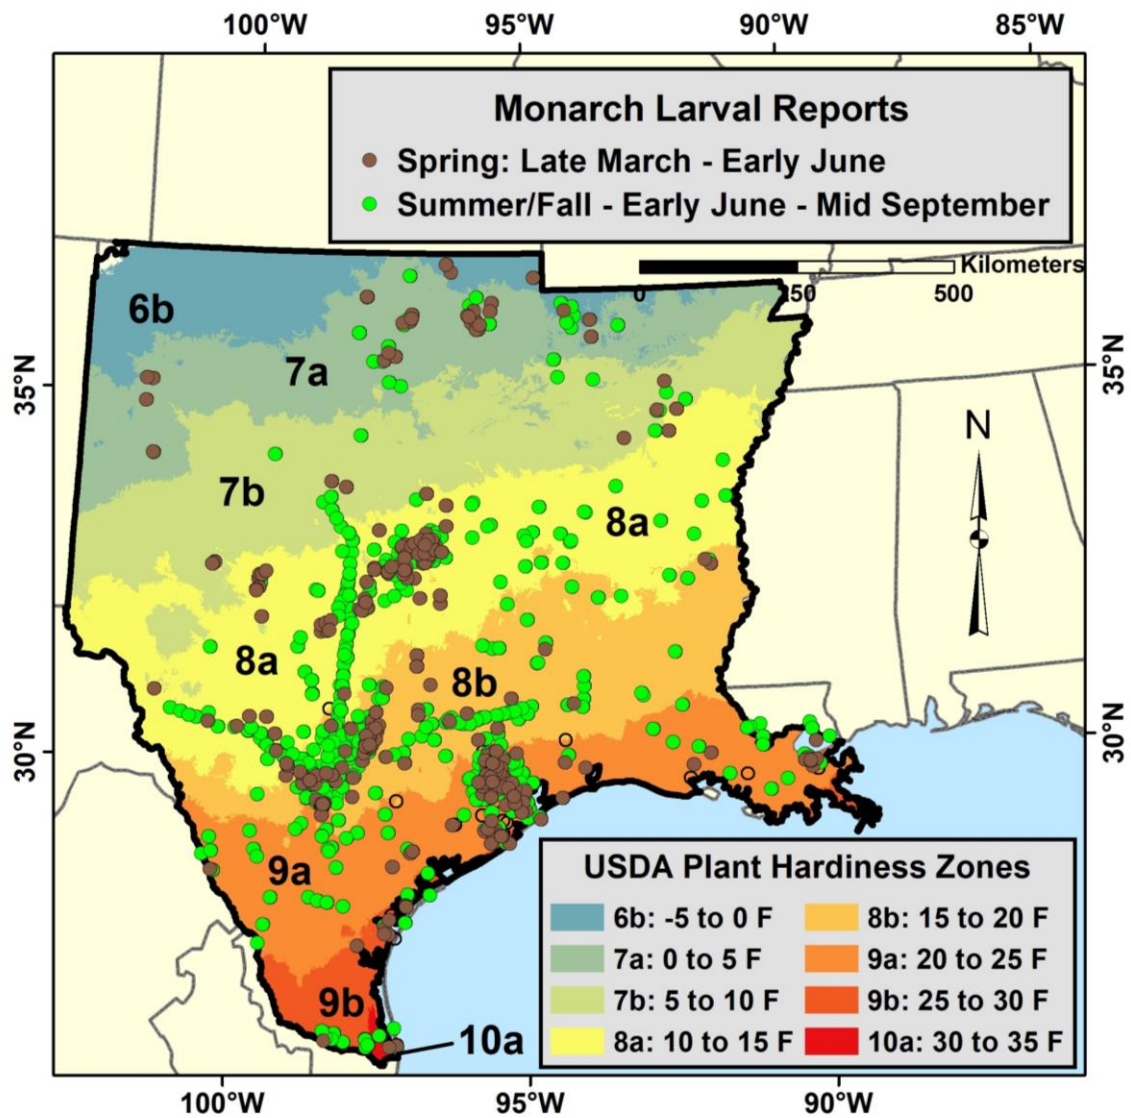 100°W 95°W 90°W 85°W
Monarch Larval Reports
Spring: Late March - Early June
Summer/Fall - Early June - Mid September
Kilometers
0 250 500
6b
7a
35°N
35°N
N
7b
8a
8a
8b
30°N
30°N
9a
9b
10a
USDA Plant Hardiness Zones
6b: -5 to 0 F 8b: 15 to 20 F
7a: 0 to 5 F 9a: 20 to 25 F
7b: 5 to 10 F 9b: 25 to 30 F
8a: 10 to 15 F 10a: 30 to 35 F
100°W 95°W 90°W